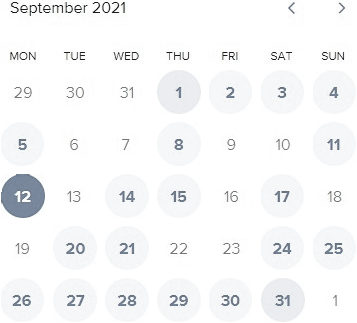 September 2021
MON TUE WED THU FRI SAT SUN
29 30 31 1 2 3 4
5 6 7 8 9 10 11
12 13 14 15 16 17 18
19 20 21 22 23 24 25
26 27 28 29 30 31 1